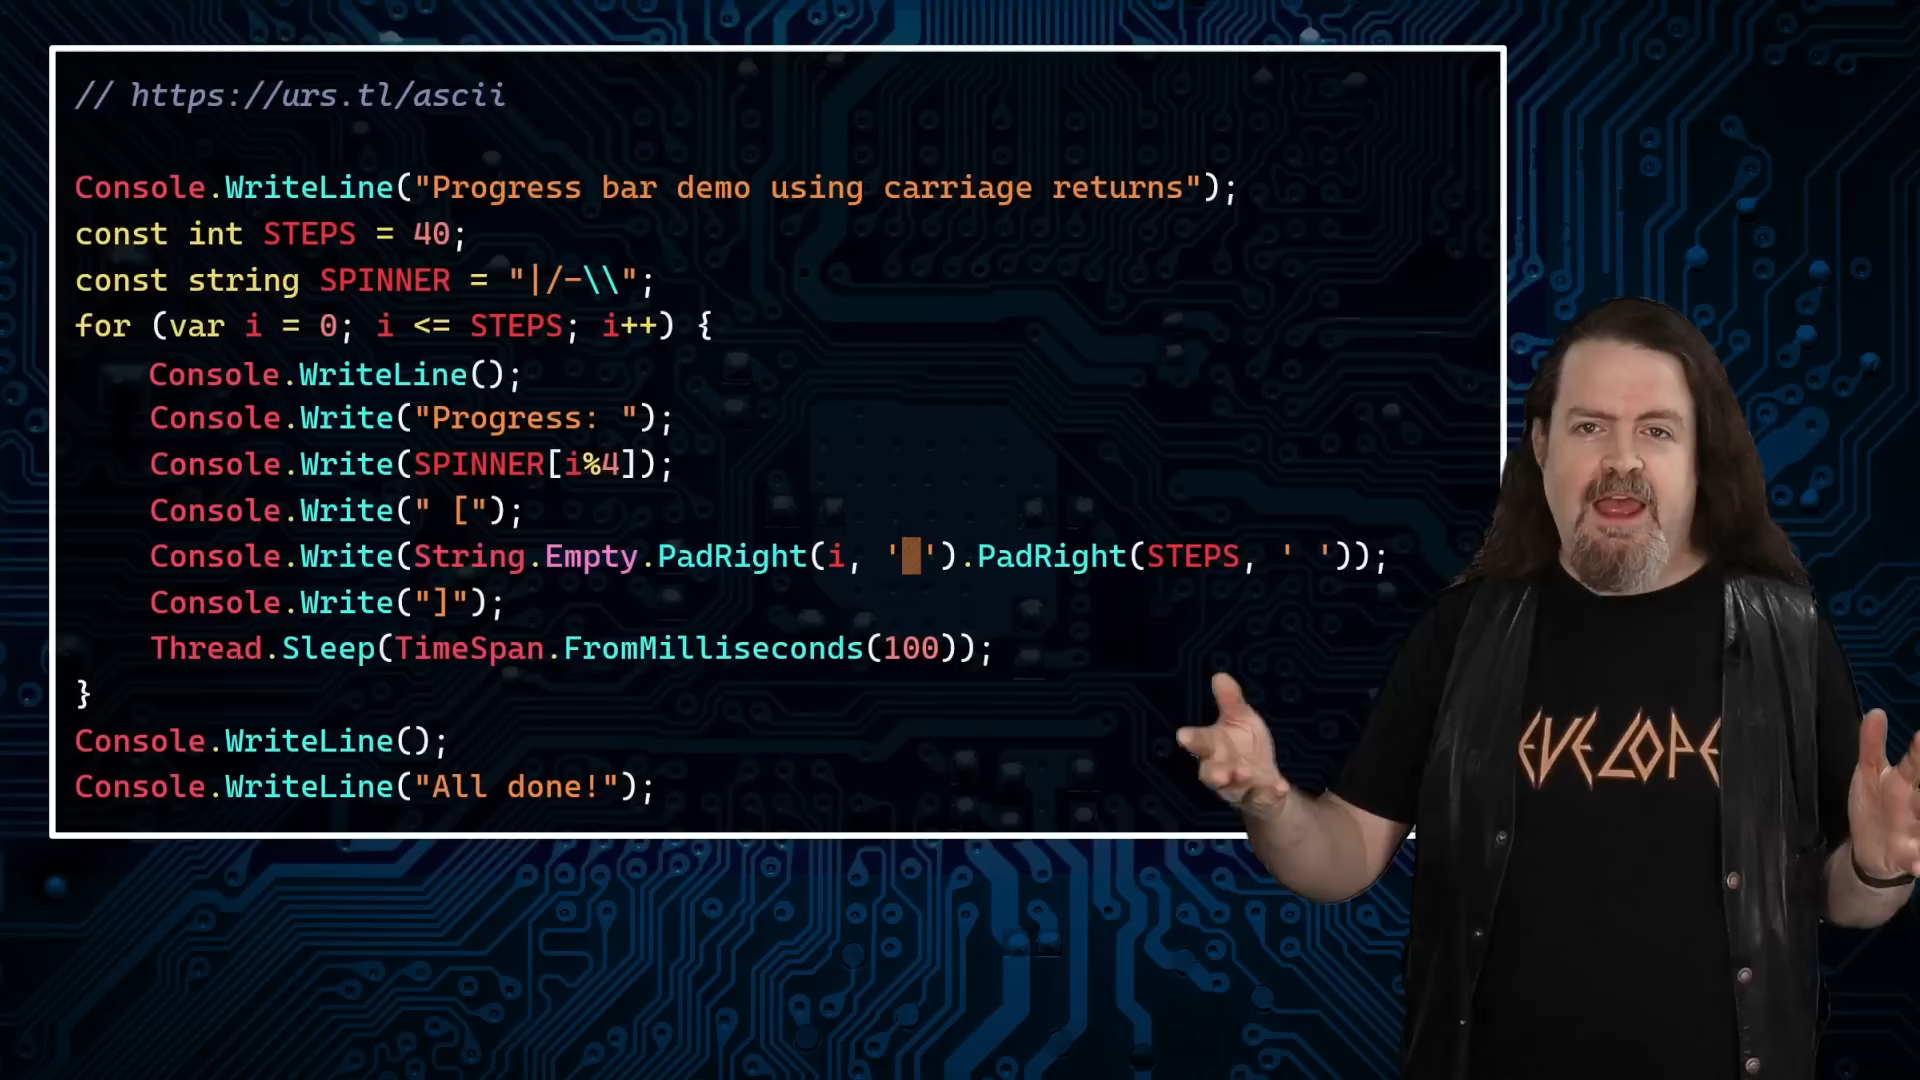 // https://urs.tl/ascii
Console.WriteLine("Progress bar demo using carriage returns");
const int STEPS = 40;
const string SPINNER = "|/-\\";
for (var i = 0; i <= STEPS; i++) {
    Console.WriteLine();
    Console.Write("Progress: ");
    Console.Write(SPINNER[i%4]);
    Console.Write(" [");
    Console.Write(String.Empty.PadRight(i, '▓').PadRight(STEPS, ' '));
    Console.Write("]");
    Thread.Sleep(TimeSpan.FromMilliseconds(100));
}
Console.WriteLine();
Console.WriteLine("All done!");
EVELOPE